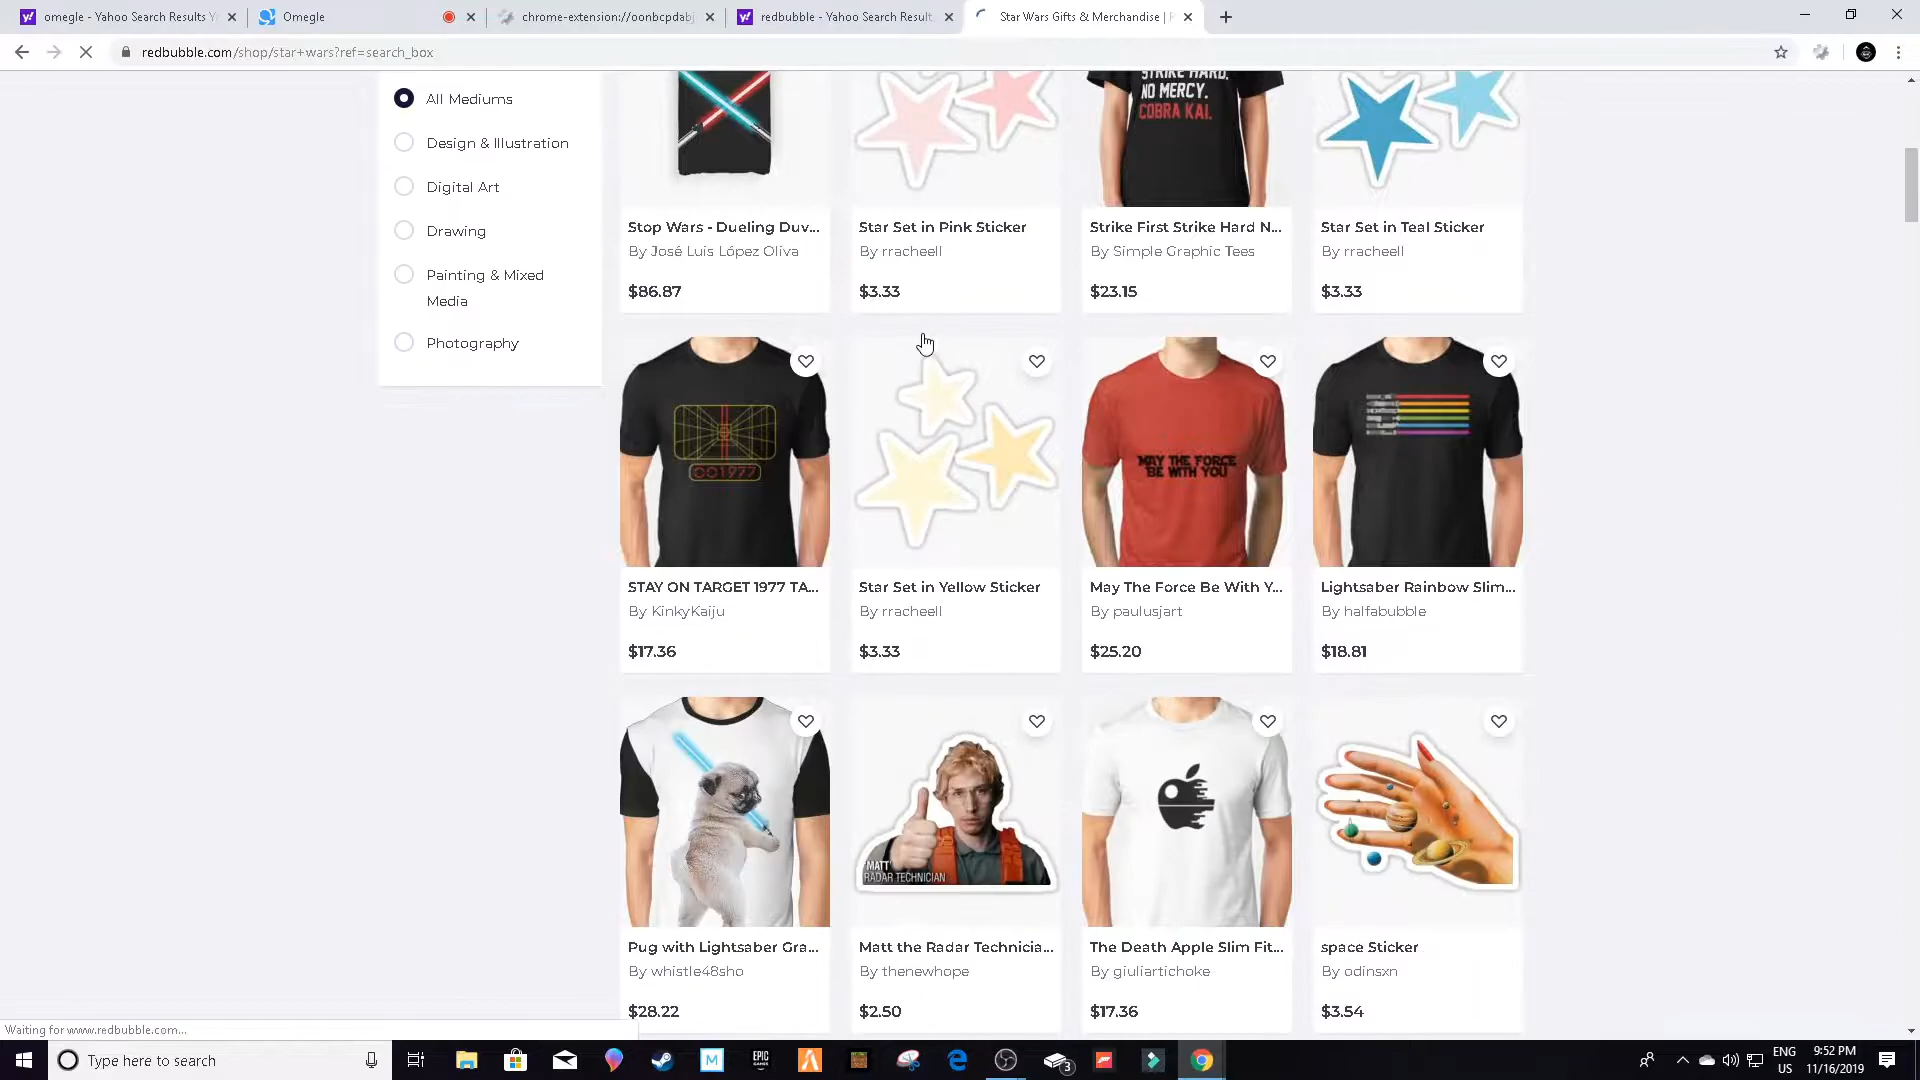 omegle - Yahoo Search Results Y
Omegle
chrome-extension://oonbcpdabj
redbubble - Yahoo Search Result
Star Wars Gifts & Merchandise |
redbubble.com/shop/star+wars?ref=search_box
All Mediums
Design & Illustration
Digital Art
Drawing
Painting & Mixed
Media
Photography
STRIKE HARD.
NO MERCY.
COBRA KAI.
Stop Wars - Dueling Duv...
By José Luis López Oliva
$86.87
Star Set in Pink Sticker
By rracheell
$3.33
Strike First Strike Hard N...
By Simple Graphic Tees
$23.15
Star Set in Teal Sticker
By rracheell
$3.33
001977
STAY ON TARGET 1977 TA...
By KinkyKaiju
$17.36
Star Set in Yellow Sticker
By rracheell
$3.33
MAY THE FORCE
BE WITH YOU
May The Force Be With Y...
By paulusjart
$25.20
Lightsaber Rainbow Slim...
By halfabubble
$18.81
Pug with Lightsaber Gra...
By whistle48sho
$28.22
MATT
RADAR TECHNICIAN
Matt the Radar Technicia...
By thenewhope
$2.50
The Death Apple Slim Fit...
By giuliartichoke
$17.36
space Sticker
By odinsxn
$3.54
Waiting for www.redbubble.com...
Type here to search
M
EPIC
GAMES
3
ENG
US
9:52 PM
11/16/2019